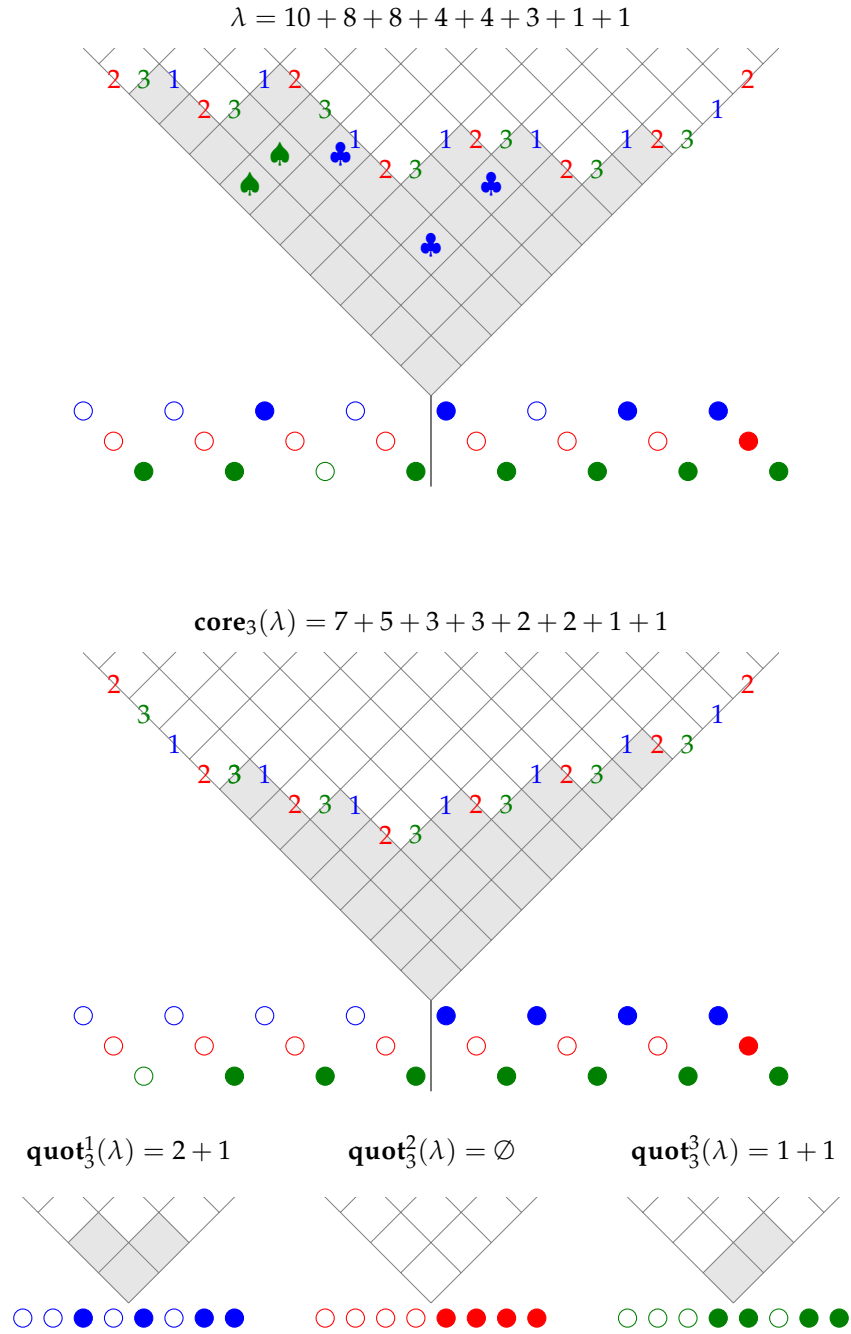 λ = 10 + 8 + 8 + 4 + 4 + 3 + 1 + 1
2 3 1 1 2 2
2 3 3 1
1 1 2 3 1 1 2 3
2 3 2 3
core₃(λ) = 7 + 5 + 3 + 3 + 2 + 2 + 1 + 1
2 2
3 1
1 1 2 3
2 3 1 1 2 3
2 3 1 1 2 3
2 3
quot¹₃(λ) = 2 + 1
quot²₃(λ) = ∅
quot³₃(λ) = 1 + 1